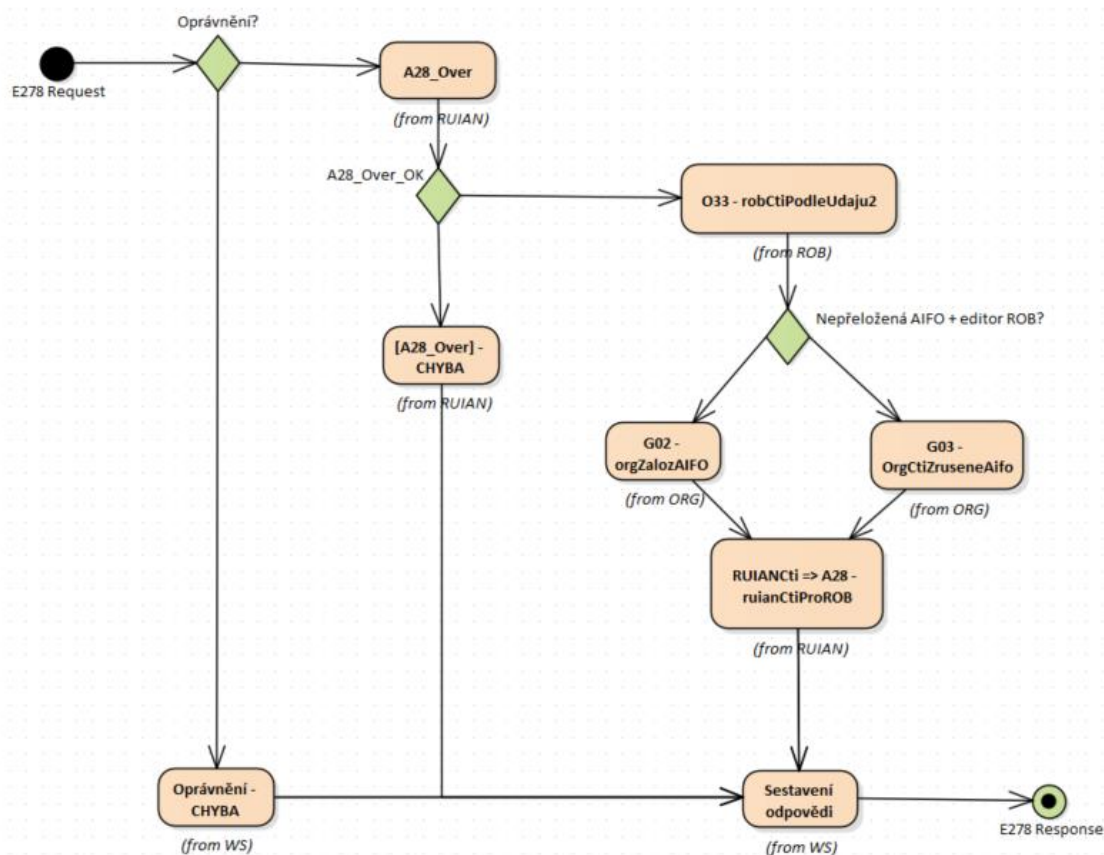 Oprávnění?
E278 Request
A28_Over
(from RUIAN)
A28_Over_OK
O33 - robCtiPodleUdaju2
(from ROB)
[A28_Over] -
CHYBA
(from RUIAN)
Nepřeložená AIFO + editor ROB?
G02 -
orgZalozAIFO
(from ORG)
G03 -
OrgCtiZruseneAifo
(from ORG)
RUIANCti => A28 -
ruianCtiProROB
(from RUIAN)
Oprávnění -
CHYBA
(from WS)
Sestavení
odpovědi
(from WS)
E278 Response